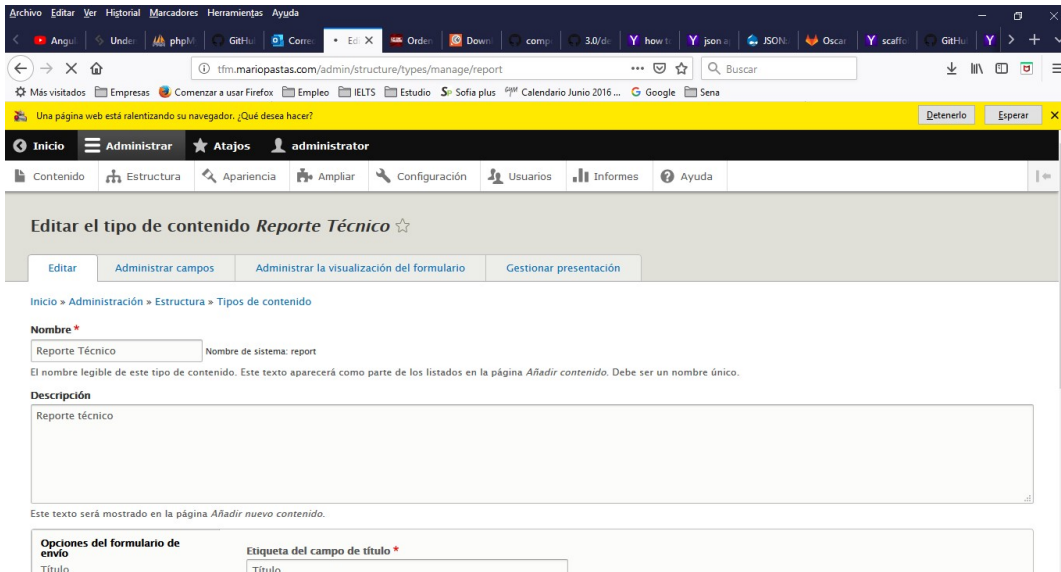 Archivo Editar Ver Historial Marcadores Herramientas Ayuda
Angul Under phpM GitHu Correo Edi Orden Downl comp 3.0/de how to json a JSON: Oscar scaffo GitHu
tfm.mariopastas.com/admin/structure/types/manage/report Buscar
Más visitados Empresas Comenzar a usar Firefox Empleo IELTS Estudio Sofia plus Calendario Junio 2016 ... Google Sena
Una página web está ralentizando su navegador. ¿Qué desea hacer? Detenerlo Esperar
Inicio Administrar Atajos administrator
Contenido Estructura Apariencia Ampliar Configuración Usuarios Informes Ayuda
Editar el tipo de contenido Reporte Técnico
Editar Administrar campos Administrar la visualización del formulario Gestionar presentación
Inicio » Administración » Estructura » Tipos de contenido
Nombre *
Reporte Técnico Nombre de sistema: report
El nombre legible de este tipo de contenido. Este texto aparecerá como parte de los listados en la página Añadir contenido. Debe ser un nombre único.
Descripción
Reporte técnico
Este texto será mostrado en la página Añadir nuevo contenido.
Opciones del formulario de
envío
Etiqueta del campo de título *
Título
Título